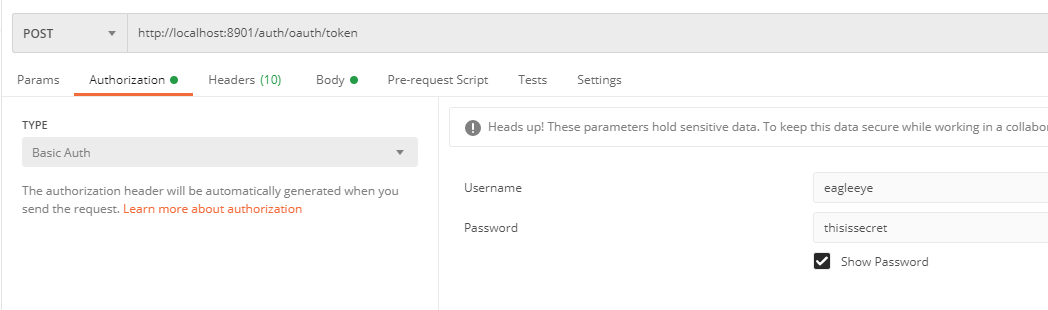 POST http://localhost:8901/auth/oauth/token
Params Authorization Headers (10) Body Pre-request Script Tests Settings
TYPE
Basic Auth
The authorization header will be automatically generated when you
send the request. Learn more about authorization
Heads up! These parameters hold sensitive data. To keep this data secure while working in a collabor
Username eagleeye
Password thisissecret
Show Password